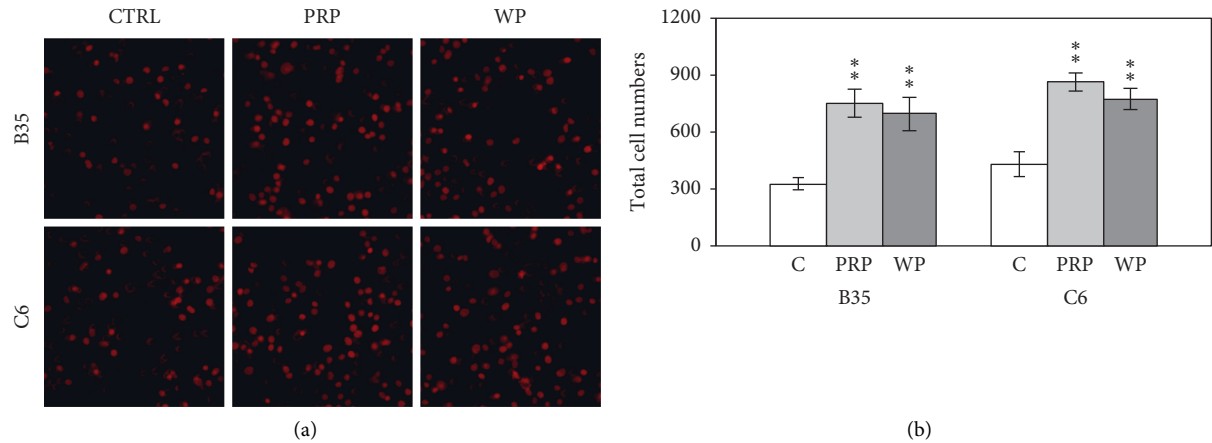 CTRL PRP WP
B35
C6
(a)
Total cell numbers
1200
900
600
300
0
** ** ** **
C PRP WP C PRP WP
B35 C6
(b)